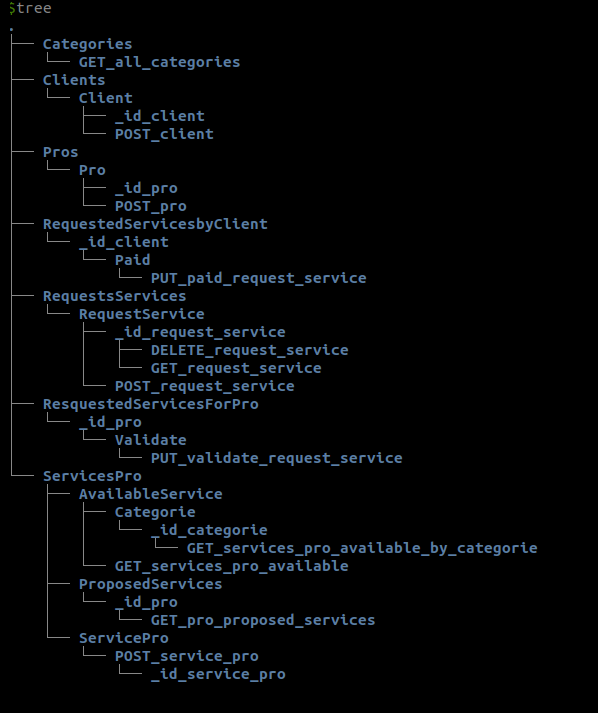 $tree
.
├── Categories
│   └── GET_all_categories
├── Clients
│   └── Client
│       ├── _id_client
│       └── POST_client
├── Pros
│   └── Pro
│       ├── _id_pro
│       └── POST_pro
├── RequestedServicesbyClient
│   └── _id_client
│       └── Paid
│           └── PUT_paid_request_service
├── RequestsServices
│   └── RequestService
│       ├── _id_request_service
│       │   ├── DELETE_request_service
│       │   └── GET_request_service
│       └── POST_request_service
├── ResquestedServicesForPro
│   └── _id_pro
│       └── Validate
│           └── PUT_validate_request_service
└── ServicesPro
    ├── AvailableService
    │   ├── Categorie
    │   │   └── _id_categorie
    │   │       └── GET_services_pro_available_by_categorie
    │   └── GET_services_pro_available
    ├── ProposedServices
    │   └── _id_pro
    │       └── GET_pro_proposed_services
    └── ServicePro
        └── POST_service_pro
            └── _id_service_pro